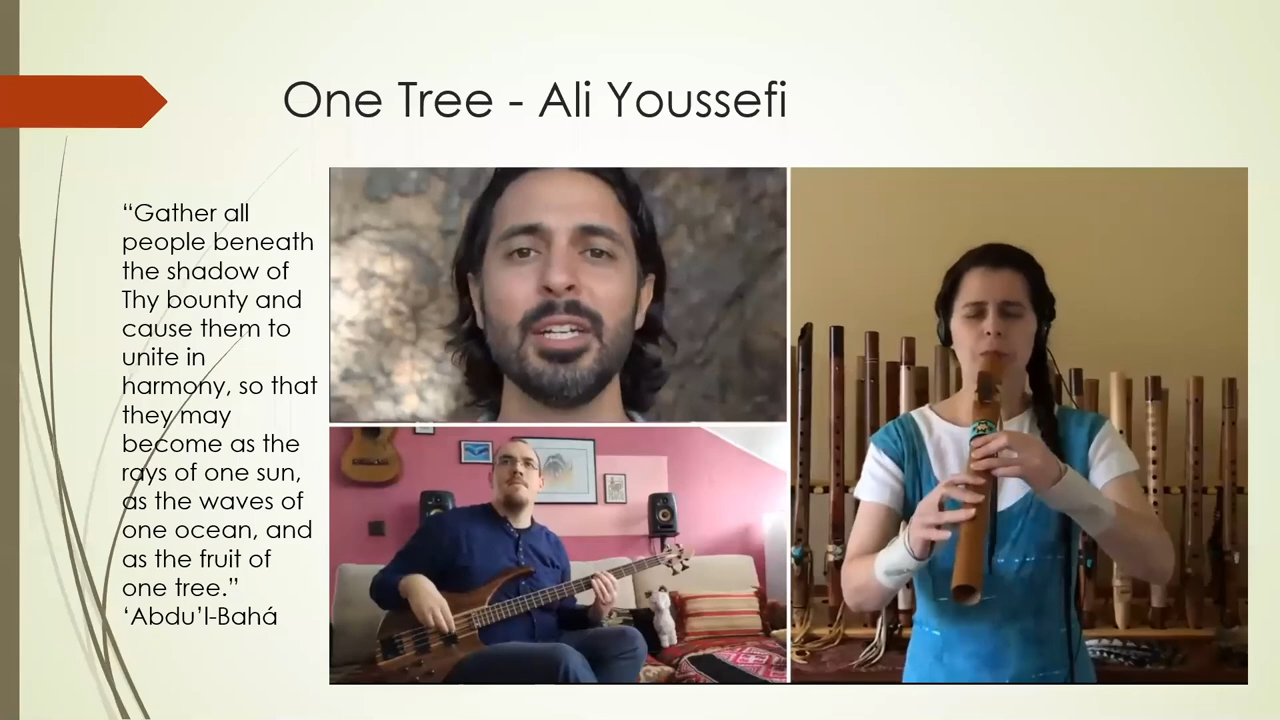 One Tree - Ali Youssefi
“Gather all
people beneath
the shadow of
Thy bounty and
cause them to
unite in
harmony, so that
they may
become as the
rays of one sun,
as the waves of
one ocean, and
as the fruit of
one tree.”
‘Abdu’l-Bahá